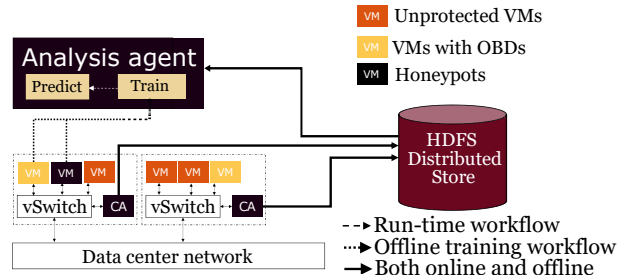 VM Unprotected VMs
VM VMs with OBDs
VM Honeypots
Analysis agent
Predict Train
HDFS
Distributed
Store
VM VM VM VM VM VM
vSwitch CA vSwitch CA
Data center network
Run-time workflow
Offline training workflow
Both online and offline